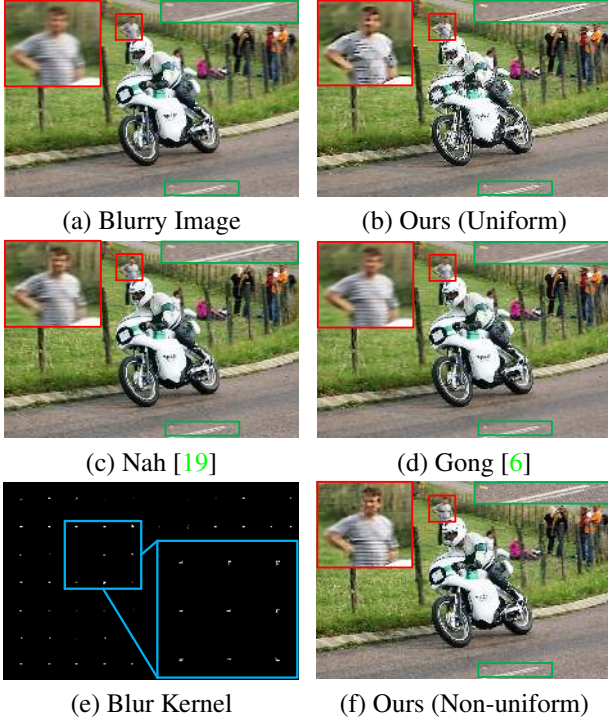 (a) Blurry Image
(b) Ours (Uniform)
(c) Nah [19]
(d) Gong [6]
(e) Blur Kernel
(f) Ours (Non-uniform)